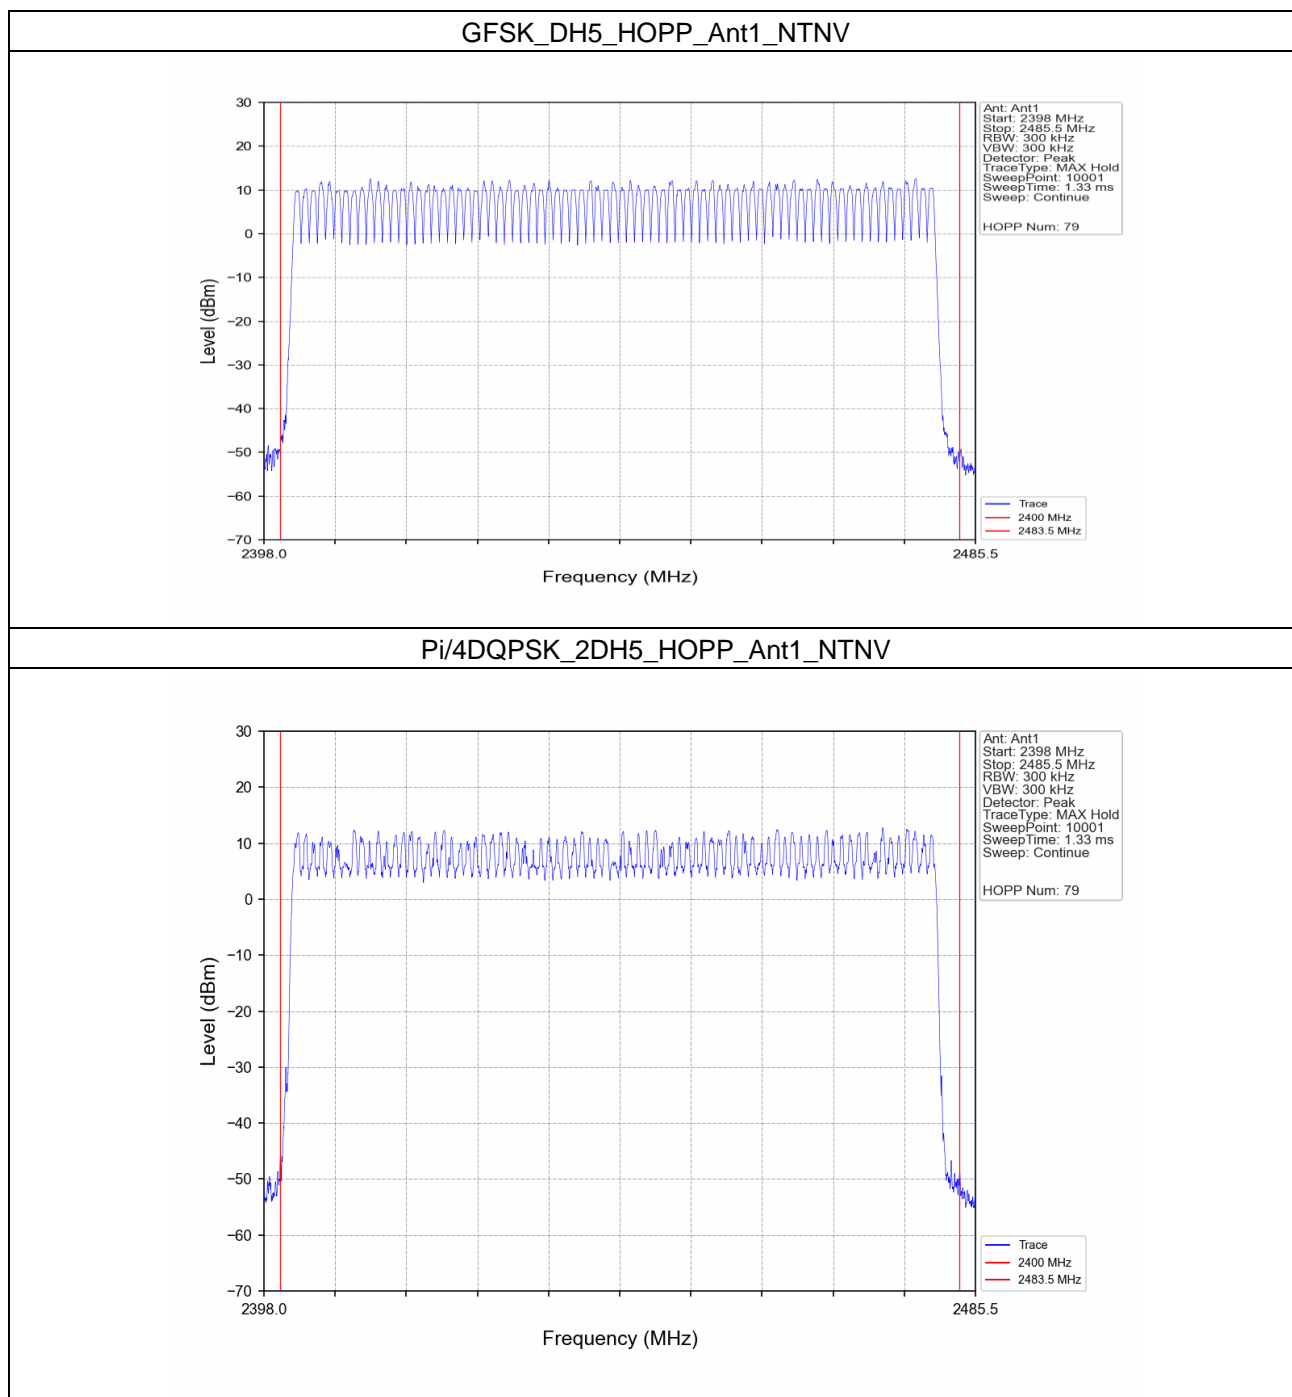 GFSK_DH5_HOPP_Ant1_NTNV
30
20
10
0
−10
−20
−30
−40
−50
−60
−70
Level (dBm)
2398.0
2485.5
Frequency (MHz)
Ant: Ant1
Start: 2398 MHz
Stop: 2485.5 MHz
RBW: 300 kHz
VBW: 300 kHz
Detector: Peak
TraceType: MAX Hold
SweepPoint: 10001
SweepTime: 1.33 ms
Sweep: Continue
HOPP Num: 79
Trace
2400 MHz
2483.5 MHz
Pi/4DQPSK_2DH5_HOPP_Ant1_NTNV
30
20
10
0
−10
−20
−30
−40
−50
−60
−70
Level (dBm)
2398.0
2485.5
Frequency (MHz)
Ant: Ant1
Start: 2398 MHz
Stop: 2485.5 MHz
RBW: 300 kHz
VBW: 300 kHz
Detector: Peak
TraceType: MAX Hold
SweepPoint: 10001
SweepTime: 1.33 ms
Sweep: Continue
HOPP Num: 79
Trace
2400 MHz
2483.5 MHz